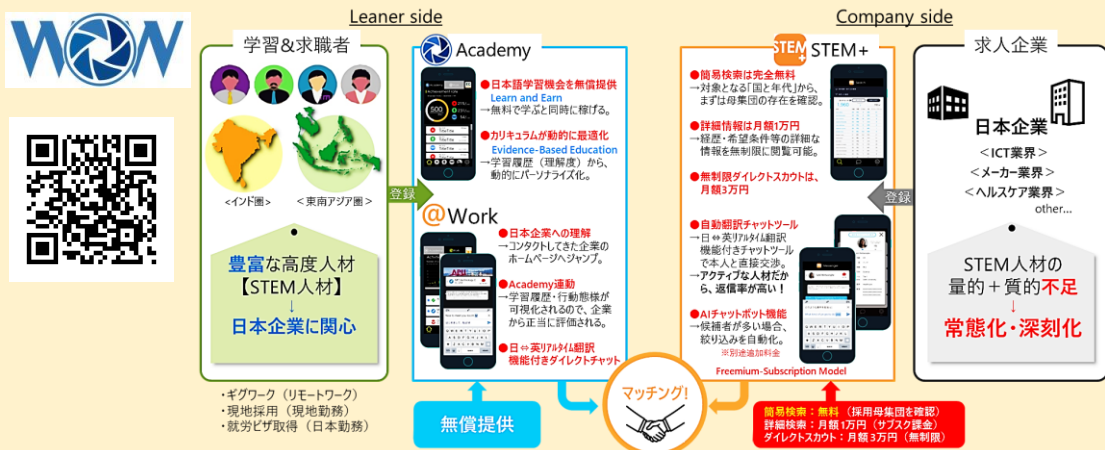 WON
Leaner side
Company side
学習&求職者
<インド圏>
<東南アジア圏>
豊富な高度人材
【STEM人材】
↓
日本企業に関心
・ギグワーク（リモートワーク）
・現地採用（現地勤務）
・就労ビザ取得（日本勤務）
登録
Academy
●日本語学習機会を無償提供
Learn and Earn
→無料で学ぶと同時に稼げる。
●カリキュラムが動的に最適化
Evidence-Based Education
→学習履歴（理解度）から、
動的にパーソナライズ化。
@Work
●日本企業への理解
→コンタクトしてきた企業の
ホームページへジャンプ。
●Academy連動
→学習履歴・行動態様が
可視化されるので、企業
から正当に評価される。
●日⇔英リアルタイム翻訳
機能付きダイレクトチャット
無償提供
マッチング!
STEM+
STEM+
●簡易検索は完全無料
→対象となる「国と年代」から、
まずは母集団の存在を確認。
●詳細情報は月額1万円
→経歴・希望条件等の詳細な
情報を無制限に閲覧可能。
●無制限ダイレクトスカウトは、
月額3万円
●自動翻訳チャットツール
→日⇔英リアルタイム翻訳
機能付きチャットツール
で本人と直接交渉。
→アクティブな人材だか
ら、返信率が高い！
●AIチャットボット機能
→候補者が多い場合、
絞り込みを自動化。
※別途追加料金
Freemium-Subscription Model
簡易検索：無料（採用母集団を確認）
詳細検索：月額1万円（サブスク課金）
ダイレクトスカウト：月額3万円（無制限）
登録
求人企業
日本企業
＜ICT業界＞
＜メーカー業界＞
＜ヘルスケア業界＞
other...
STEM人材の
量的＋質的不足
↓
常態化・深刻化